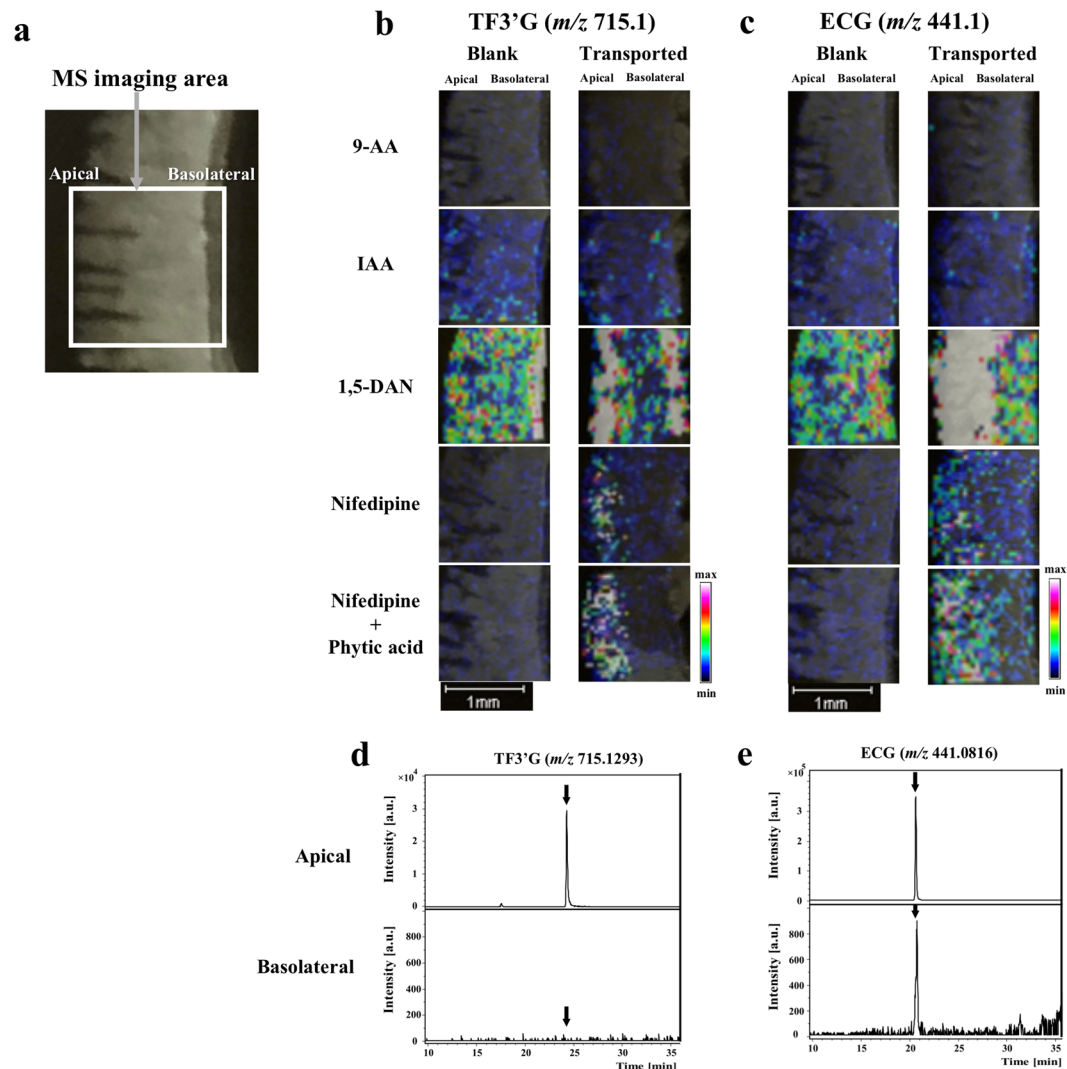 a
MS imaging area
Apical
Basolateral
b
TF3’G (m/z 715.1)
Blank
Transported
Apical
Basolateral
Apical
Basolateral
c
ECG (m/z 441.1)
Blank
Transported
Apical
Basolateral
Apical
Basolateral
9-AA
IAA
1,5-DAN
Nifedipine
Nifedipine
+
Phytic acid
max
min
max
min
1mm
1mm
d
TF3’G (m/z 715.1293)
×10⁴
3
2
1
0
Intensity [a.u.]
Apical
800
600
400
200
0
Intensity [a.u.]
Basolateral
10
15
20
25
30
35
Time [min]
e
ECG (m/z 441.0816)
×10⁵
3
2
1
0
Intensity [a.u.]
800
600
400
200
0
Intensity [a.u.]
10
15
20
25
30
35
Time [min]